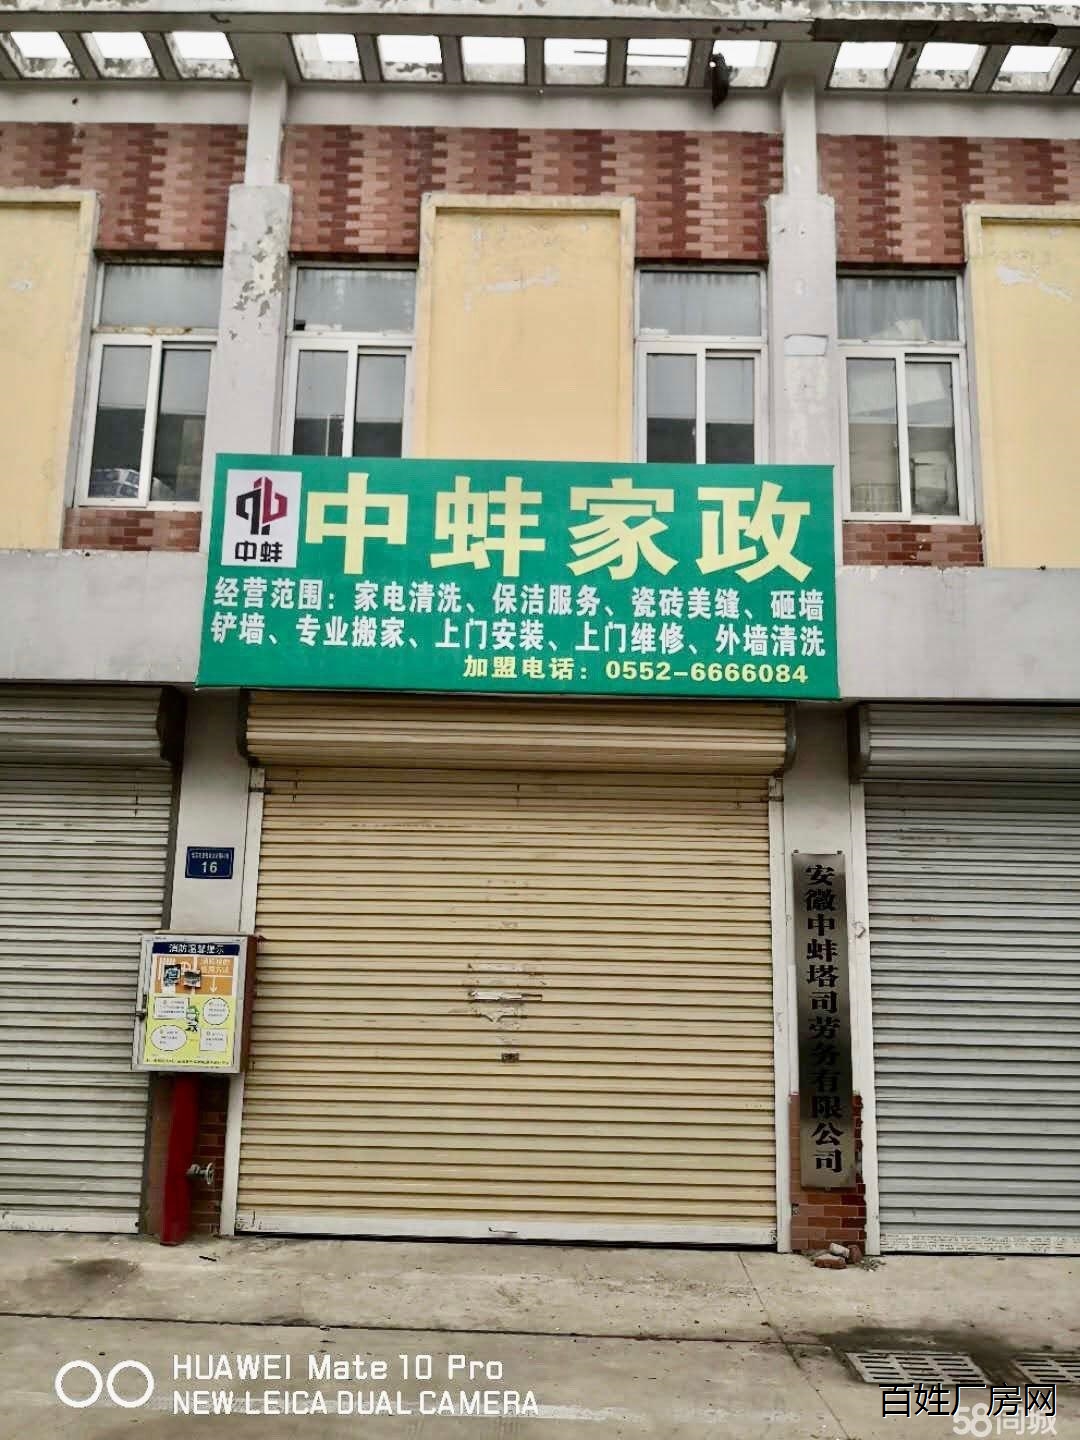 中蚌
中蚌家政
经营范围：家电清洗、保洁服务、瓷砖美缝、砸墙
铲墙、专业搬家、上门安装、上门维修、外墙清洗
加盟电话：0552-6666084
16
消防温馨提示
安徽中蚌塔司劳务有限公司
HUAWEI Mate 10 Pro
NEW LEICA DUAL CAMERA
百姓厂房网
58同城